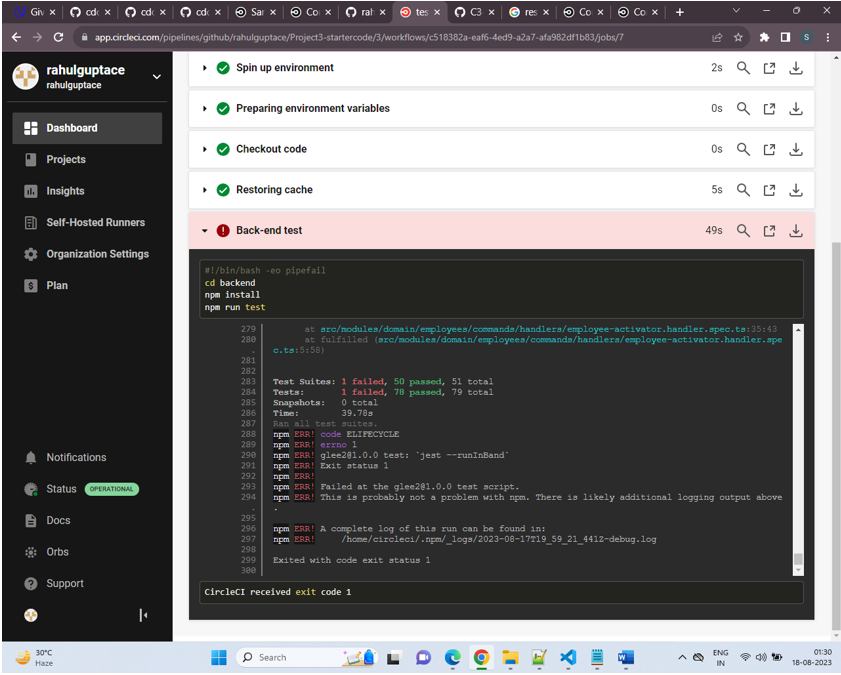 Giv
cdc
cdc
cdc
Sar
Cor
rah
tes
C3
res
Co
Co
app.circleci.com/pipelines/github/rahulguptace/Project3-startercode/3/workflows/c518382a-eaf6-4ed9-a2a7-afa982df1b83/jobs/7
S
rahulguptace
rahulguptace
Dashboard
Projects
Insights
Self-Hosted Runners
Organization Settings
Plan
Notifications
Status OPERATIONAL
Docs
Orbs
Support
Spin up environment 2s
Preparing environment variables 0s
Checkout code 0s
Restoring cache 5s
Back-end test 49s
#!/bin/bash -eo pipefail
cd backend
npm install
npm run test
279 at src/modules/domain/employees/commands/handlers/employee-activator.handler.spec.ts:35:43
280 at fulfilled (src/modules/domain/employees/commands/handlers/employee-activator.handler.spe
. c.ts:5:58)
281
282
283 Test Suites: 1 failed, 50 passed, 51 total
284 Tests: 1 failed, 78 passed, 79 total
285 Snapshots: 0 total
286 Time: 39.78s
287 Ran all test suites.
288 npm ERR! code ELIFECYCLE
289 npm ERR! errno 1
290 npm ERR! glee2@1.0.0 test: `jest --runInBand`
291 npm ERR! Exit status 1
292 npm ERR!
293 npm ERR! Failed at the glee2@1.0.0 test script.
294 npm ERR! This is probably not a problem with npm. There is likely additional logging output above
. .
295
296 npm ERR! A complete log of this run can be found in:
297 npm ERR! /home/circleci/.npm/_logs/2023-08-17T19_59_21_441Z-debug.log
298
299 Exited with code exit status 1
300
CircleCI received exit code 1
30°C
Haze
Search
ENG
IN
01:30
18-08-2023